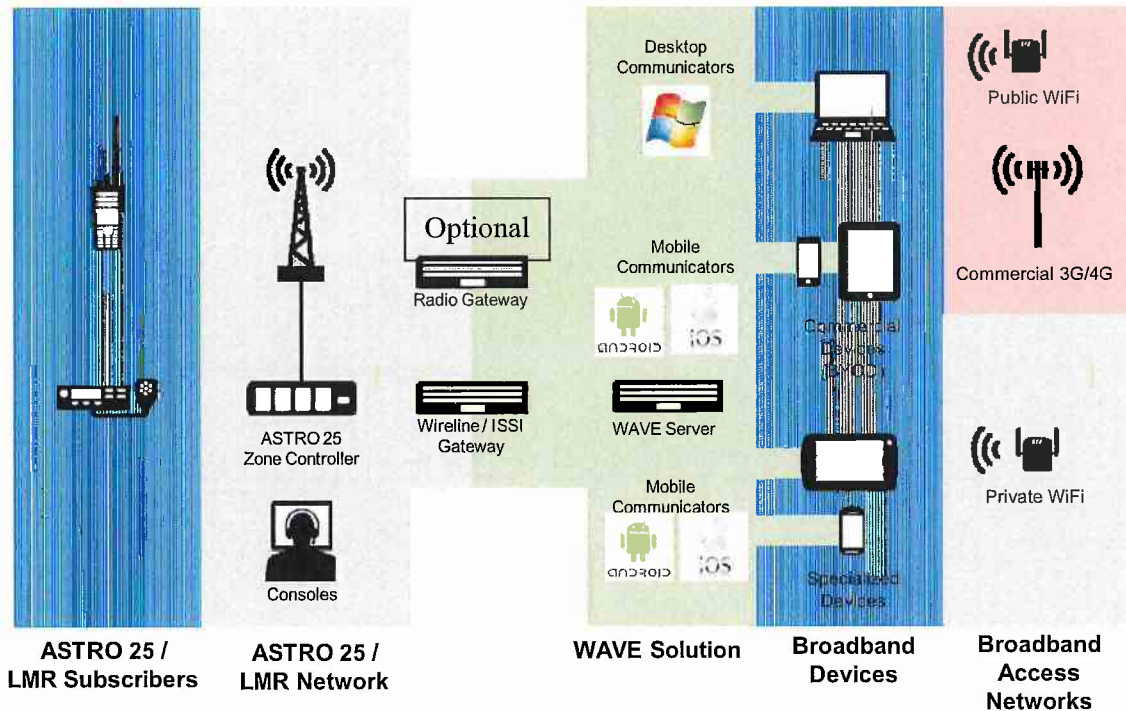 Desktop
Communicators
Public WiFi
Commercial 3G/4G
Optional
Radio Gateway
Mobile
Communicators
ANDROID
iOS
Commercial
Devices
ASTRO 25
Zone Controller
Wireline / ISSI
Gateway
WAVE Server
Private WiFi
Mobile
Communicators
ANDROID
iOS
Consoles
Specialized
Devices
ASTRO 25 /
LMR Subscribers
ASTRO 25 /
LMR Network
WAVE Solution
Broadband
Devices
Broadband
Access
Networks